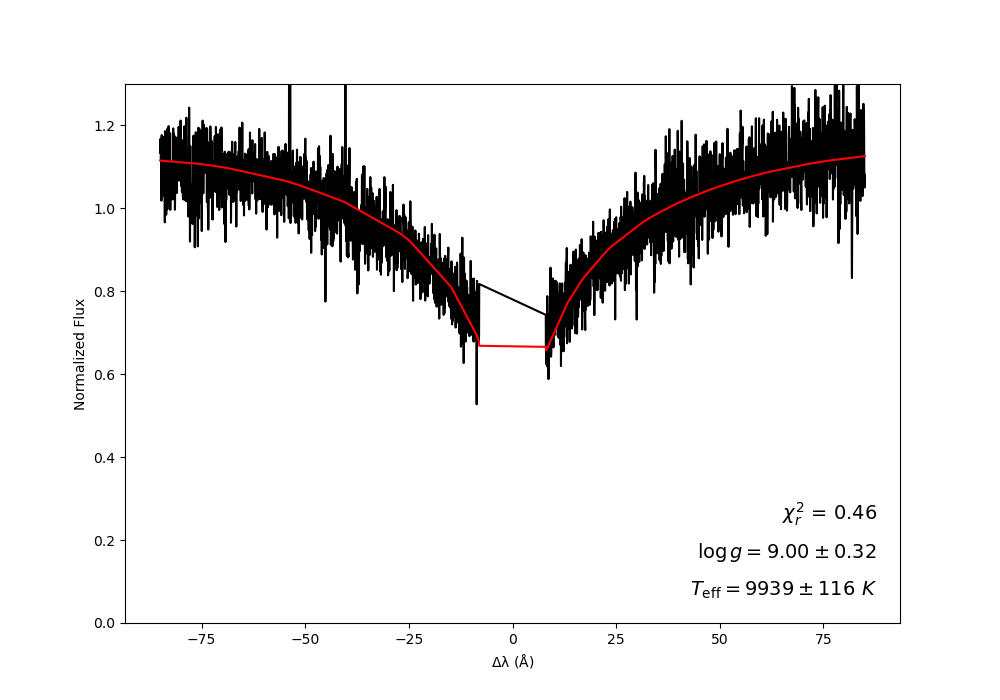 1.2
1.0
0.8
0.6
0.4
0.2
0.0
Normalized Flux
χ²ᵣ = 0.46
log g = 9.00 ± 0.32
T_eff = 9939 ± 116 K
−75
−50
−25
0
25
50
75
Δλ (Å)